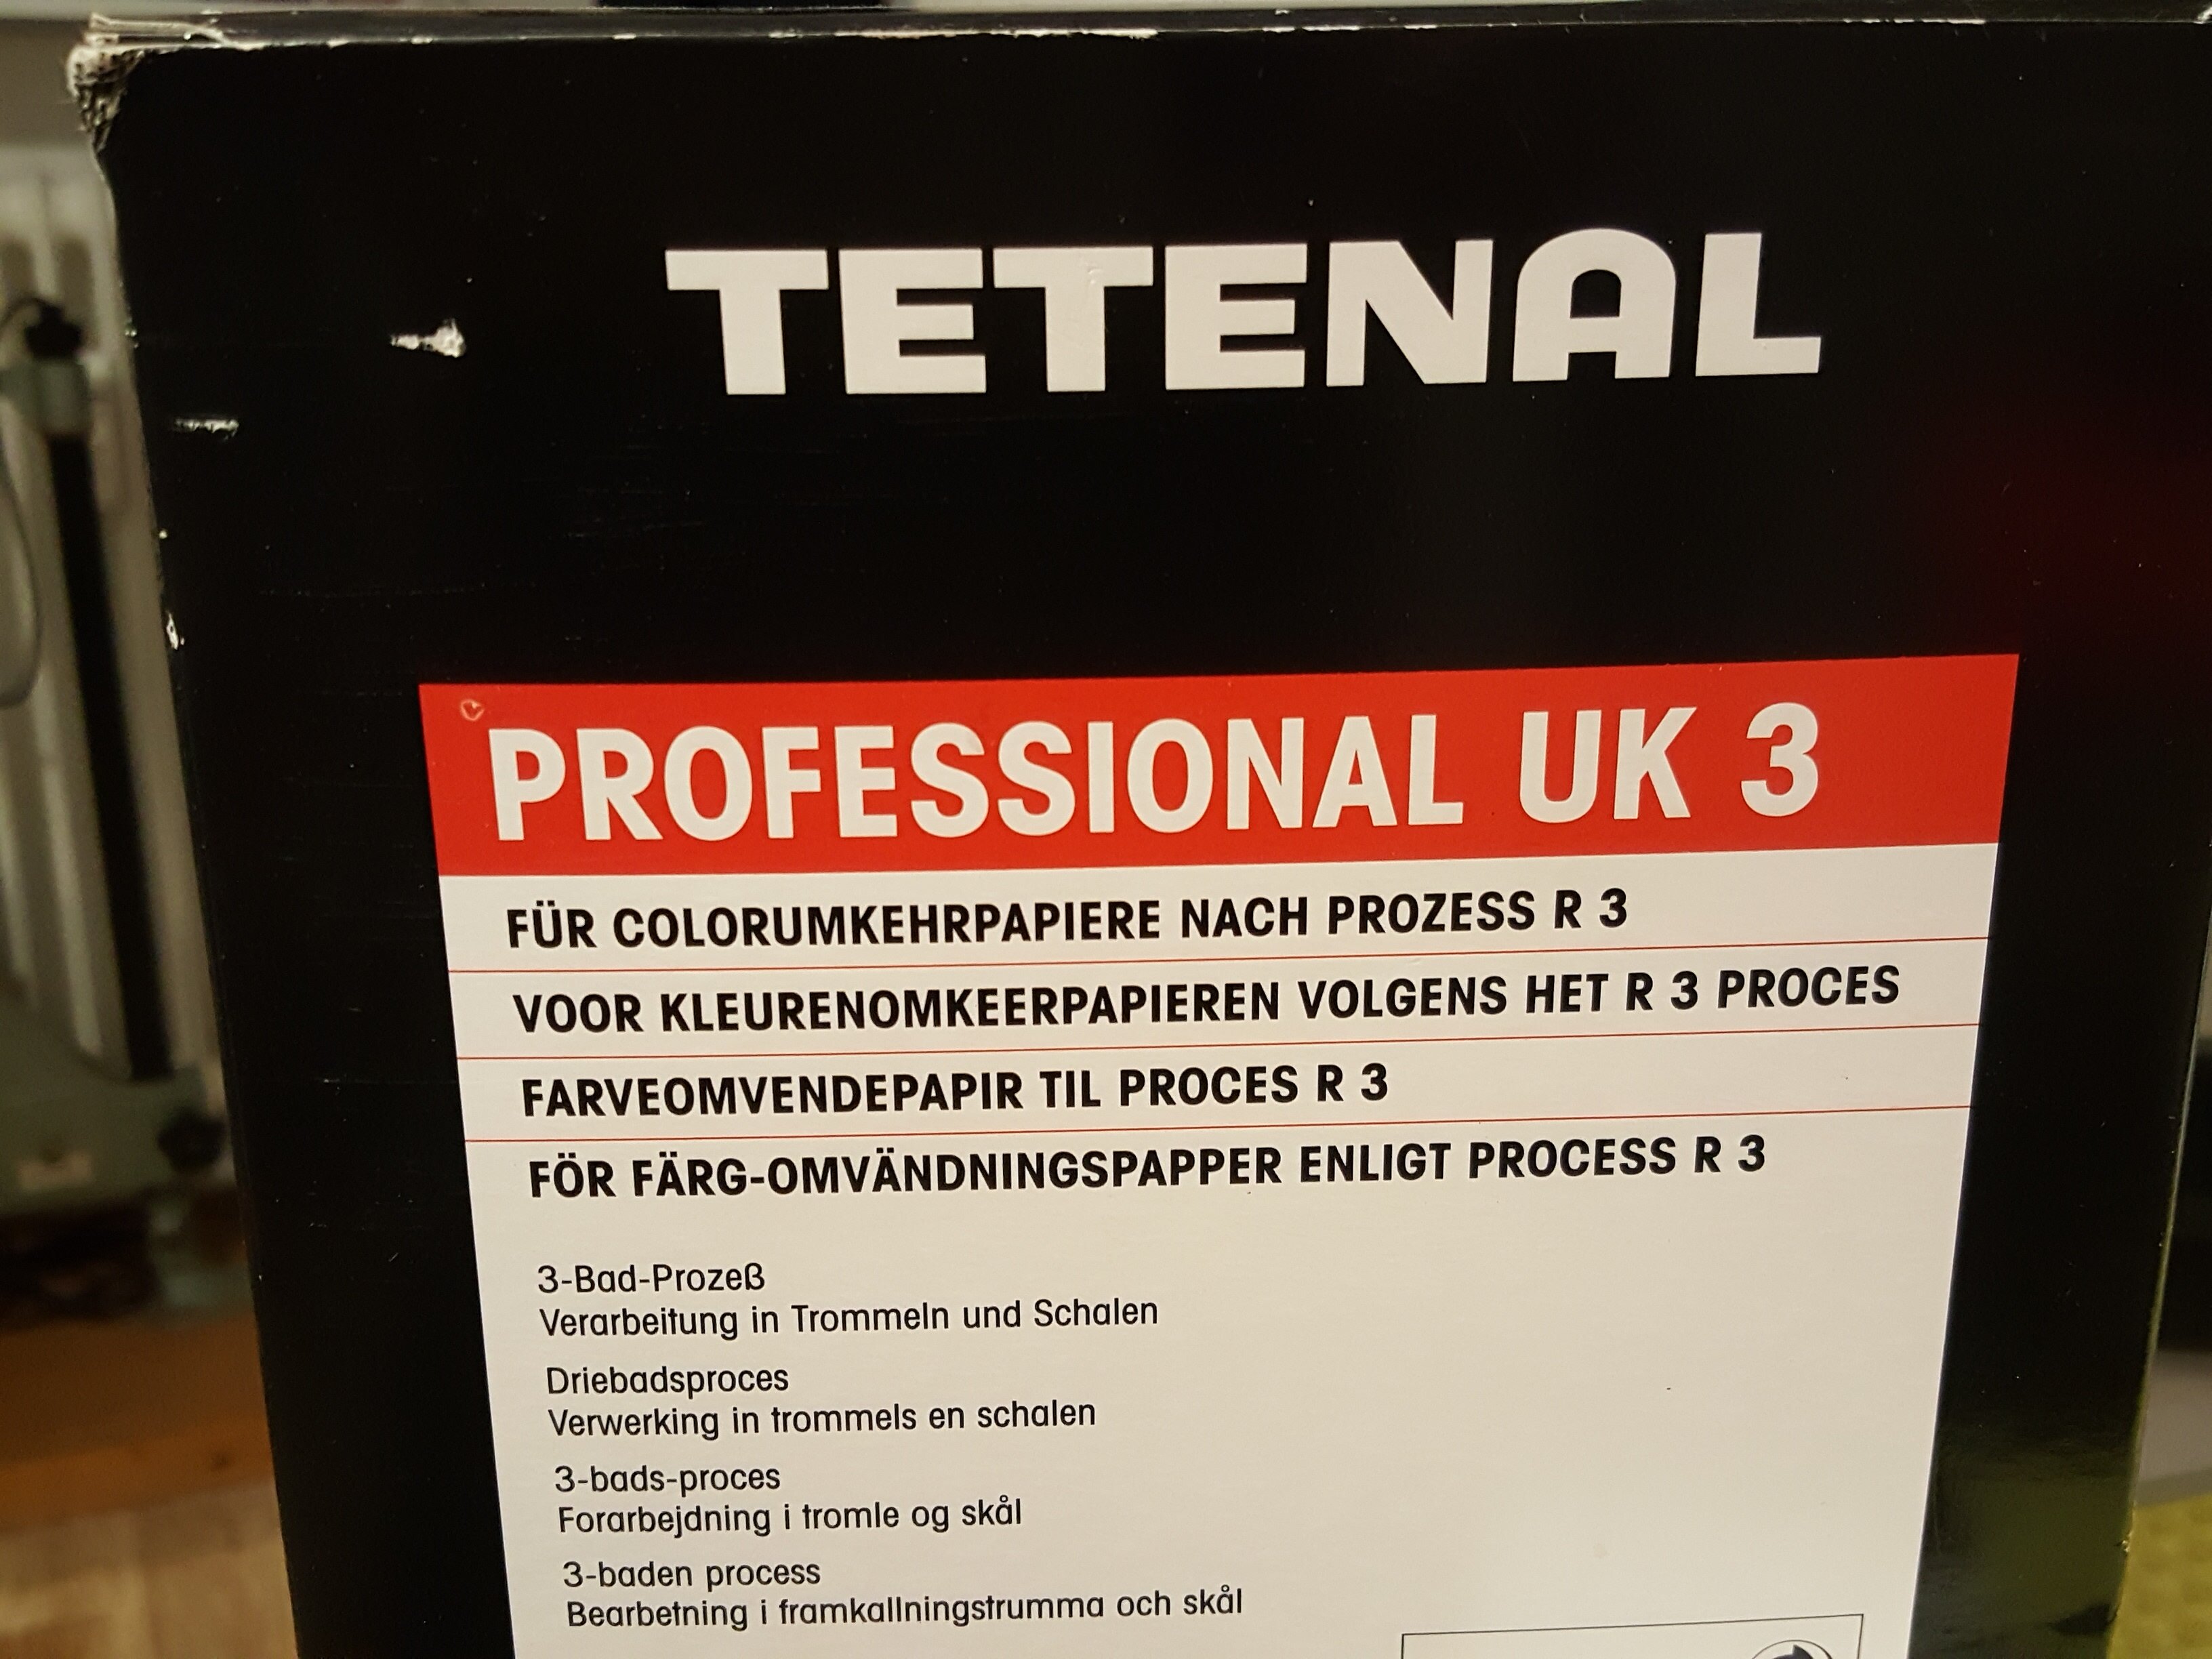 TETENAL
PROFESSIONAL UK 3
FÜR COLORUMKEHRPAPIERE NACH PROZESS R 3
VOOR KLEURENOMKEERPAPIEREN VOLGENS HET R 3 PROCES
FARVEOMVENDEPAPIR TIL PROCES R 3
FÖR FÄRG-OMVÄNDNINGSPAPPER ENLIGT PROCESS R 3
3-Bad-Prozeß
Verarbeitung in Trommeln und Schalen
Driebadsproces
Verwerking in trommels en schalen
3-bads-proces
Forarbejdning i tromle og skål
3-baden process
Bearbetning i framkallningstrumma och skål